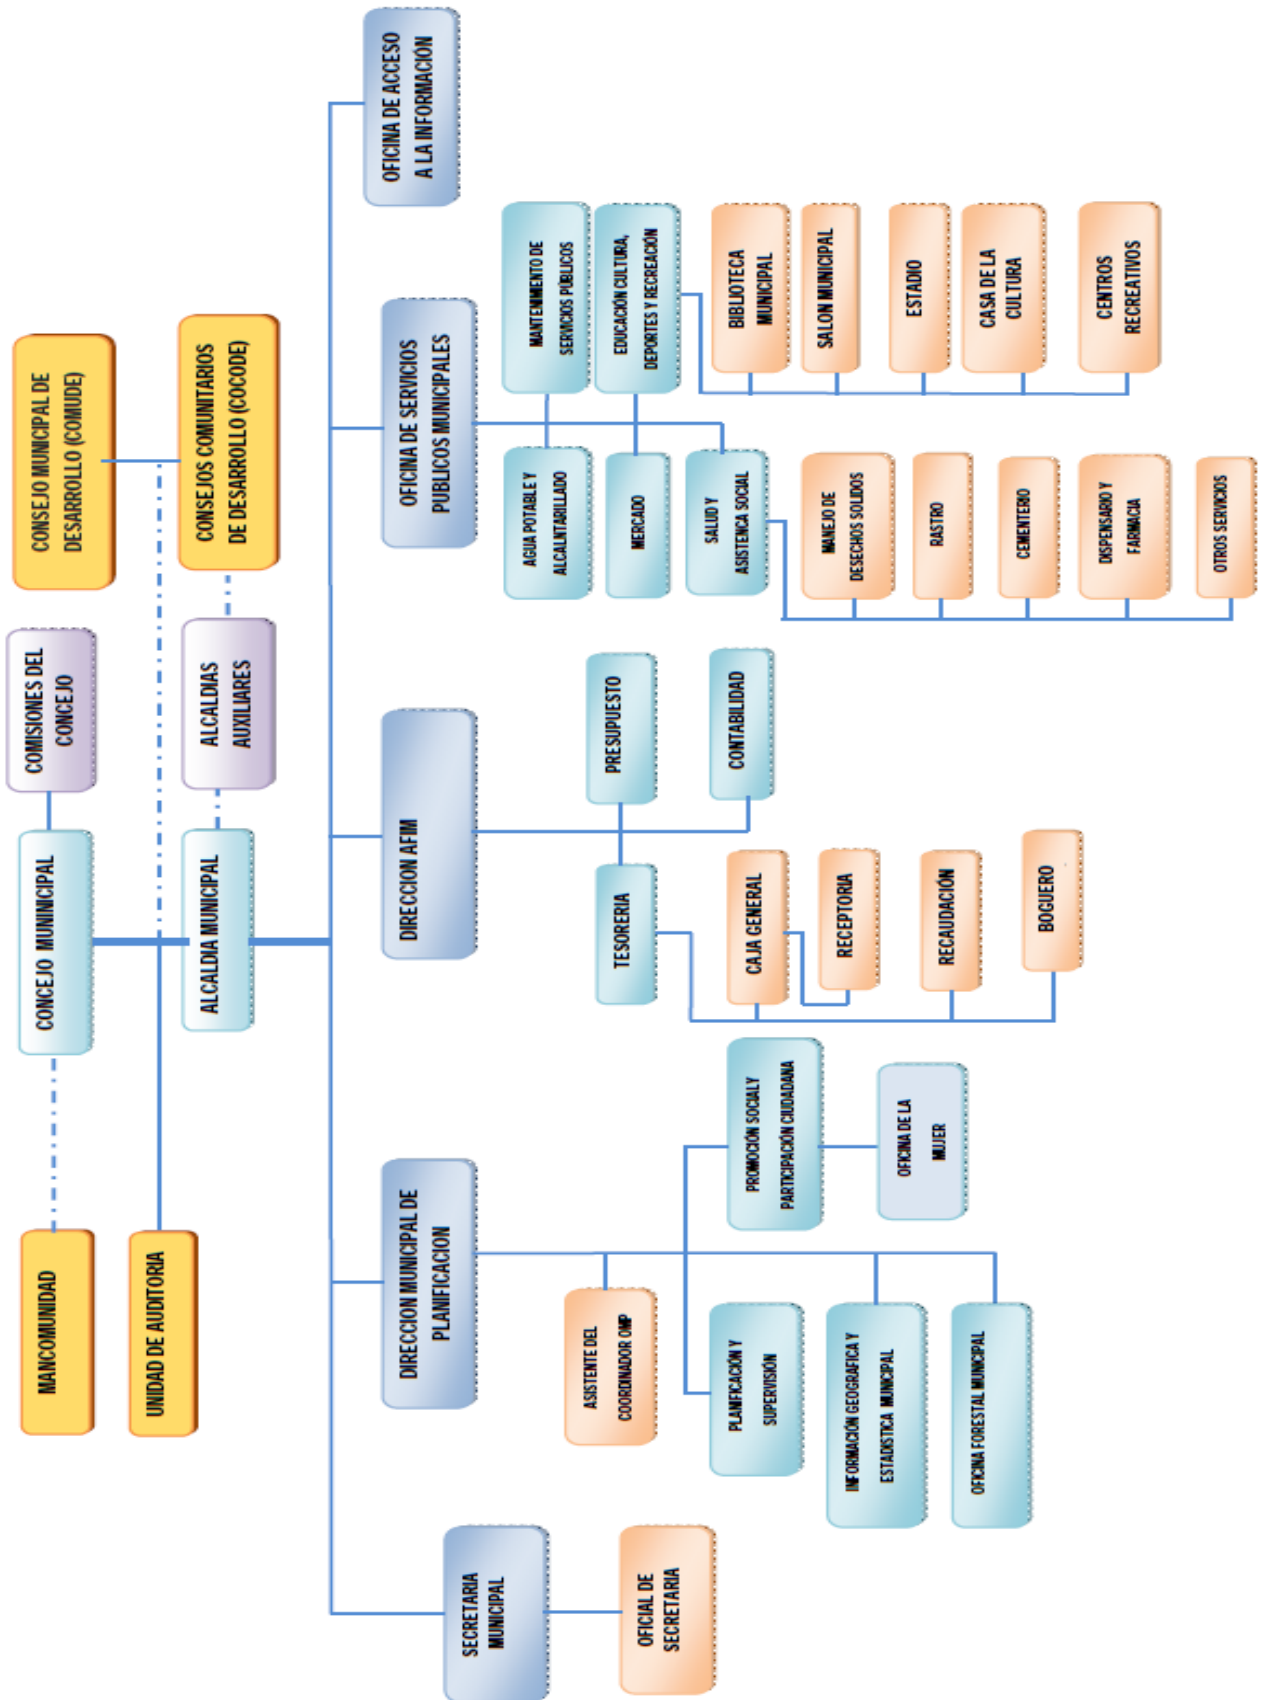 CONSEJO MUNICIPAL DE
DESARROLLO (COMUDE)
COMISIONES DEL
CONCEJO
CONCEJO MUNINICIPAL
MANCOMUNIDAD
UNIDAD DE AUDITORIA
CONSEJOS COMUNITARIOS
DE DESARROLLO (COCODE)
ALCALDIAS
AUXILIARES
ALCALDIA MUNICIPAL
SECRETARIA
MUNICIPAL
OFICIAL DE
SECRETARIA
DIRECCION MUNICIPAL DE
PLANIFICACION
ASISTENTE DEL
COORDINADOR OMP
PLANIFICACIÓN Y
SUPERVISIÓN
PROMOCIÓN SOCIAL Y
PARTICIPACIÓN CIUDADANA
OFICINA DE LA
MUJER
INFORMACIÓN GEOGRAFICA Y
ESTADISTICA MUNICIPAL
OFICINA FORESTAL MUNICIPAL
DIRECCION AFIM
TESORERIA
PRESUPUESTO
CONTABILIDAD
CAJA GENERAL
RECEPTORIA
RECAUDACIÓN
BOGUERO
OFICINA DE SERVICIOS
PUBLICOS MUNICIPALES
AGUA POTABLE Y
ALCALNTARILLADO
MANTENIMIENTO DE
SERVICIOS PÚBLICOS
MERCADO
EDUCACIÓN CULTURA,
DEPORTES Y RECREACIÓN
SALUD Y
ASISTENCA SOCIAL
MANEJO DE
DESECHOS SOLIDOS
RASTRO
CEMENTERIO
DISPENSARIO Y
FARMACIA
OTROS SERVICIOS
BIBLIOTECA
MUNICIPAL
SALON MUNICIPAL
ESTADIO
CASA DE LA
CULTURA
CENTROS
RECREATIVOS
OFICINA DE ACCESO
A LA INFORMACIÓN